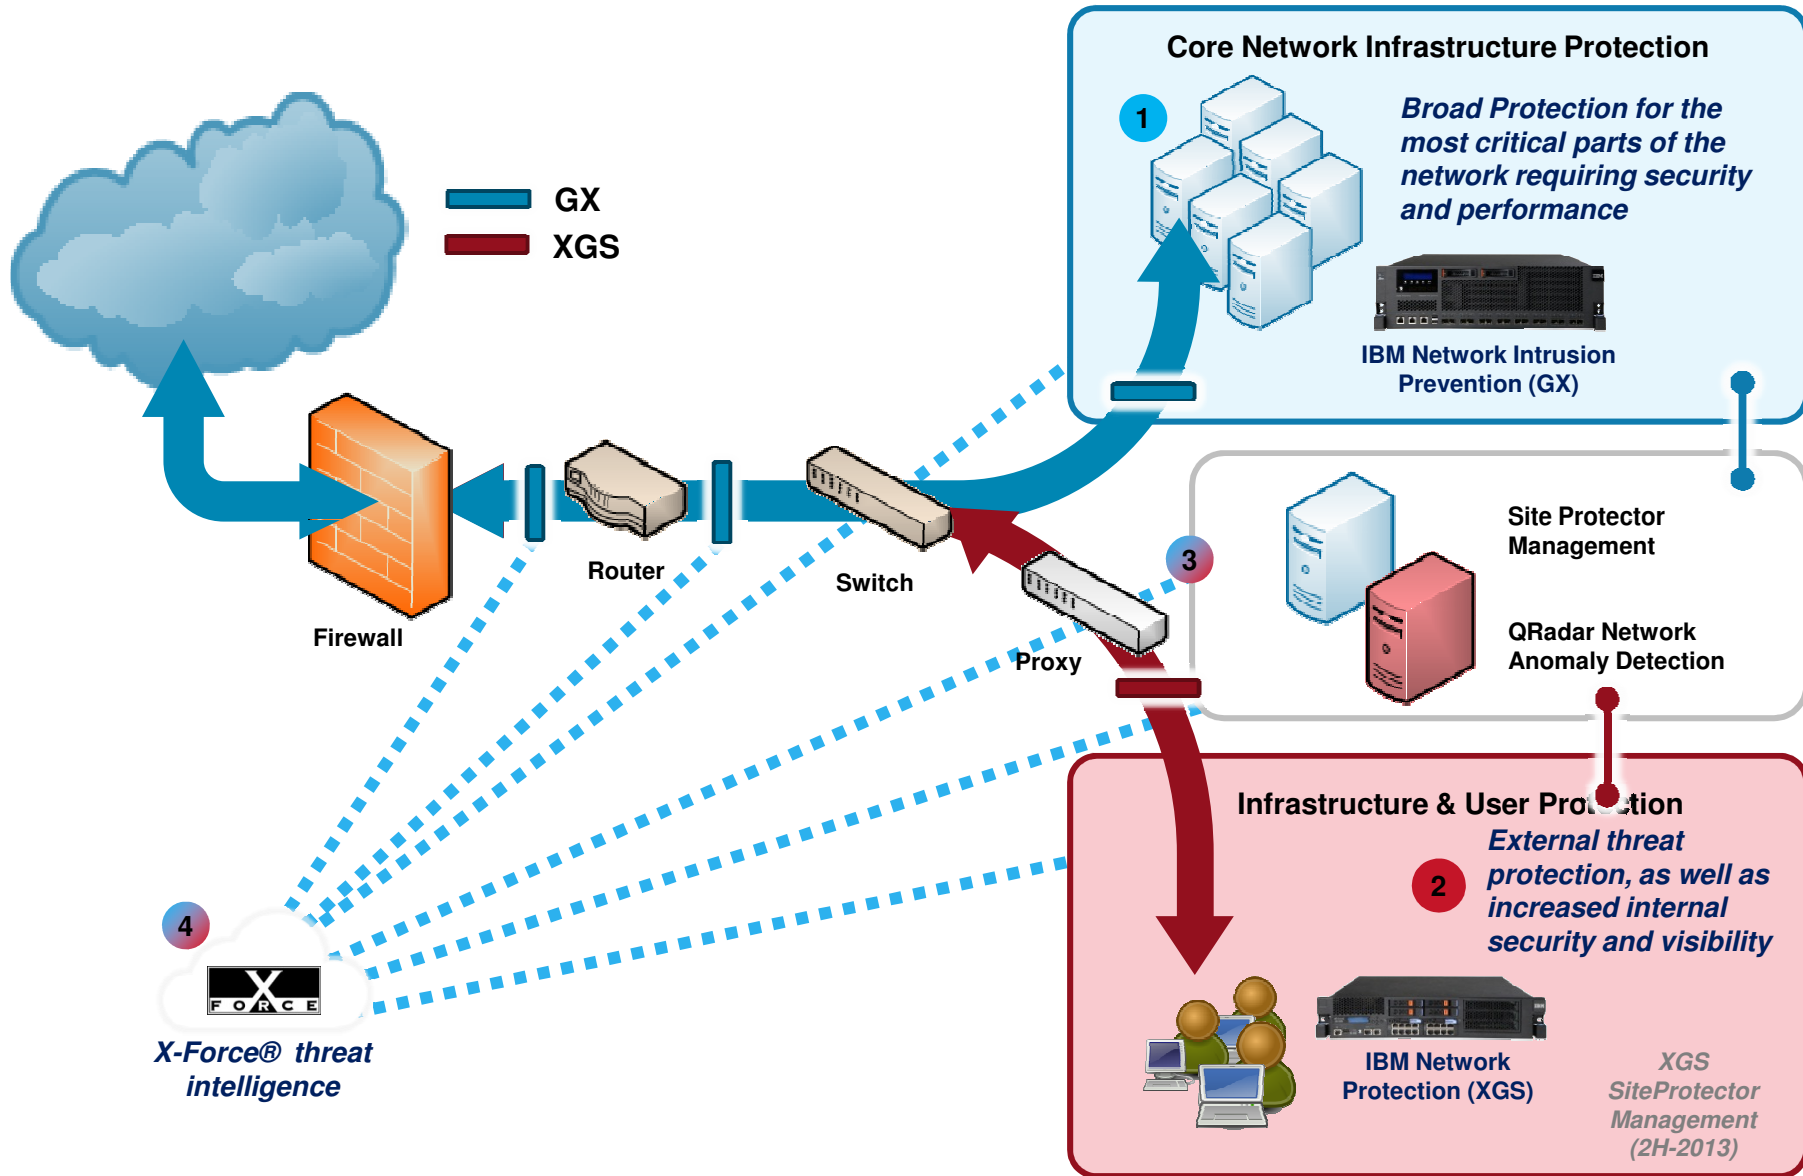 Core Network Infrastructure Protection
1
Broad Protection for the
most critical parts of the
network requiring security
and performance
GX
XGS
IBM Network Intrusion
Prevention (GX)
Router
Switch
Firewall
Proxy
3
Site Protector
Management
QRadar Network
Anomaly Detection
Infrastructure & User Protection
2
External threat
protection, as well as
increased internal
security and visibility
4
X
FORCE
X-Force® threat
intelligence
IBM Network
Protection (XGS)
XGS
SiteProtector
Management
(2H-2013)